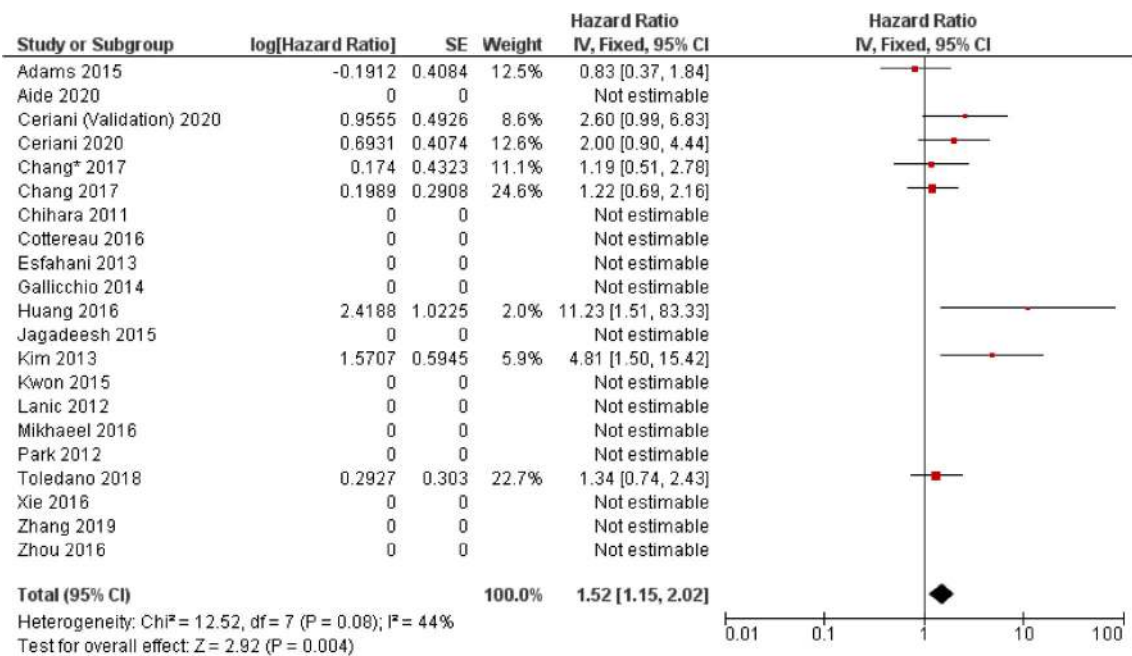 Hazard Ratio Hazard Ratio
Study or Subgroup log[Hazard Ratio] SE Weight IV, Fixed, 95% CI IV, Fixed, 95% CI
Adams 2015 -0.1912 0.4084 12.5% 0.83 [0.37, 1.84]
Aide 2020 0 0 Not estimable
Ceriani (Validation) 2020 0.9555 0.4926 8.6% 2.60 [0.99, 6.83]
Ceriani 2020 0.6931 0.4074 12.6% 2.00 [0.90, 4.44]
Chang* 2017 0.174 0.4323 11.1% 1.19 [0.51, 2.78]
Chang 2017 0.1989 0.2908 24.6% 1.22 [0.69, 2.16]
Chihara 2011 0 0 Not estimable
Cottereau 2016 0 0 Not estimable
Esfahani 2013 0 0 Not estimable
Gallicchio 2014 0 0 Not estimable
Huang 2016 2.4188 1.0225 2.0% 11.23 [1.51, 83.33]
Jagadeesh 2015 0 0 Not estimable
Kim 2013 1.5707 0.5945 5.9% 4.81 [1.50, 15.42]
Kwon 2015 0 0 Not estimable
Lanic 2012 0 0 Not estimable
Mikhaeel 2016 0 0 Not estimable
Park 2012 0 0 Not estimable
Toledano 2018 0.2927 0.303 22.7% 1.34 [0.74, 2.43]
Xie 2016 0 0 Not estimable
Zhang 2019 0 0 Not estimable
Zhou 2016 0 0 Not estimable
Total (95% CI) 100.0% 1.52 [1.15, 2.02]
Heterogeneity: Chi² = 12.52, df = 7 (P = 0.08); I² = 44%
Test for overall effect: Z = 2.92 (P = 0.004)
0.01 0.1 1 10 100